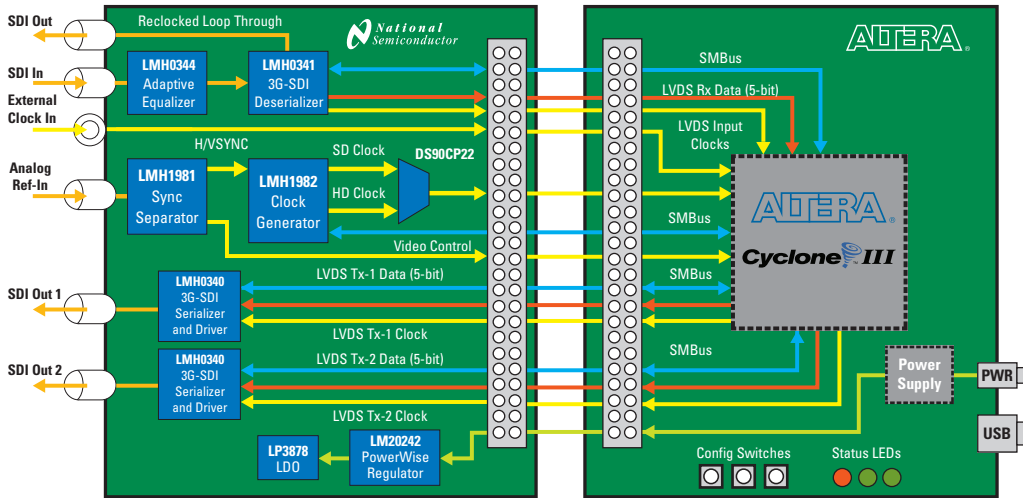 SDI Out
Reclocked Loop Through
National
Semiconductor
ALTERA®
SDI In
LMH0344
Adaptive
Equalizer
LMH0341
3G-SDI
Deserializer
SMBus
LVDS Rx Data (5-bit)
External
Clock In
LVDS Input
Clocks
H/VSYNC
SD Clock
DS90CP22
Analog
Ref-In
LMH1981
Sync
Separator
LMH1982
Clock
Generator
HD Clock
ALTERA®
Cyclone™ III
SMBus
Video Control
LVDS Tx-1 Data (5-bit)
SMBus
SDI Out 1
LMH0340
3G-SDI
Serializer
and Driver
LVDS Tx-1 Clock
LVDS Tx-2 Data (5-bit)
SMBus
SDI Out 2
LMH0340
3G-SDI
Serializer
and Driver
Power
Supply
PWR
LVDS Tx-2 Clock
USB
LP3878
LDO
LM20242
PowerWise
Regulator
Config Switches
Status LEDs